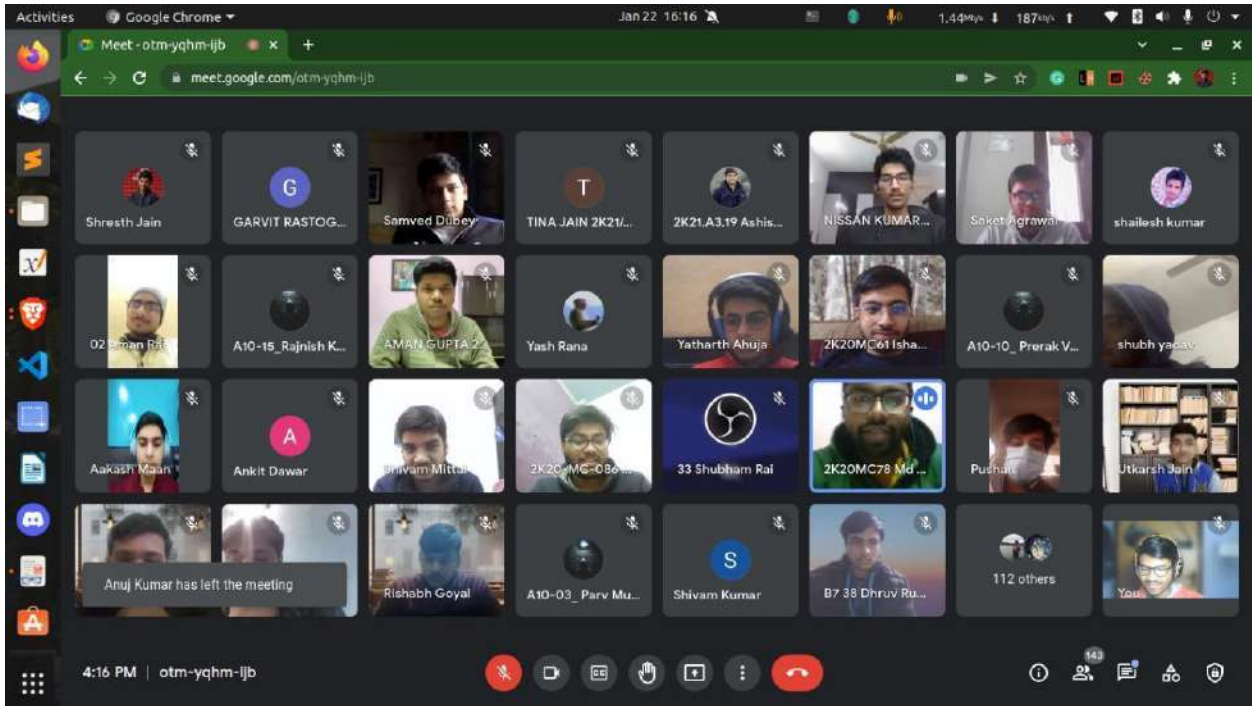 Activities Google Chrome Jan 22 16:16 1.44Mb/s 187kb/s
Meet - otm-yqhm-ijb
meet.google.com/otm-yqhm-ijb
Shresth Jain GARVIT RASTOG... Samved Dubey TINA JAIN 2K21/... 2K21.A3.19 Ashis... NISSAN KUMAR... Saket Agrawal shailesh kumar
G T
A10-15_Rajnish K... AMAN GUPTA 2... Yash Rana Yatharth Ahuja 2K20MC61 Isha... A10-10_ Prerak V... shubh yadav
Aakash Maan Ankit Dawar Shivam Mittal 2K20-MC-086 33 Shubham Rai 2K20MC78 Md ... Pushan Utkarsh Jain
A
Anuj Kumar has left the meeting
Rishabh Goyal A10-03_ Parv Mu... Shivam Kumar B7 38 Dhruv Ru... 112 others You
S
4:16 PM | otm-yqhm-ijb
143